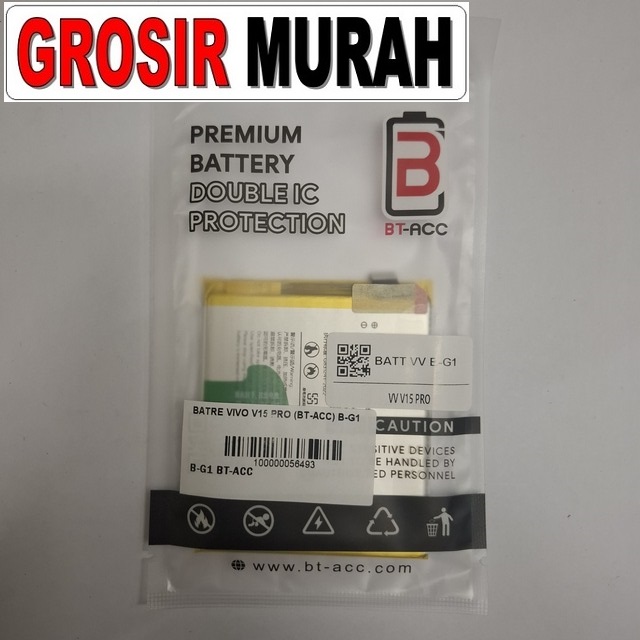 GROSIR MURAH
PREMIUM
BATTERY
DOUBLE IC
PROTECTION
B
BT-ACC
BATT VV B-G1
VV V15 PRO
BATRE VIVO V15 PRO (BT-ACC) B-G1
100000056493
B-G1 BT-ACC
CAUTION
SITIVE DEVICES
BE HANDLED BY
ED PERSONNEL
www.bt-acc.com